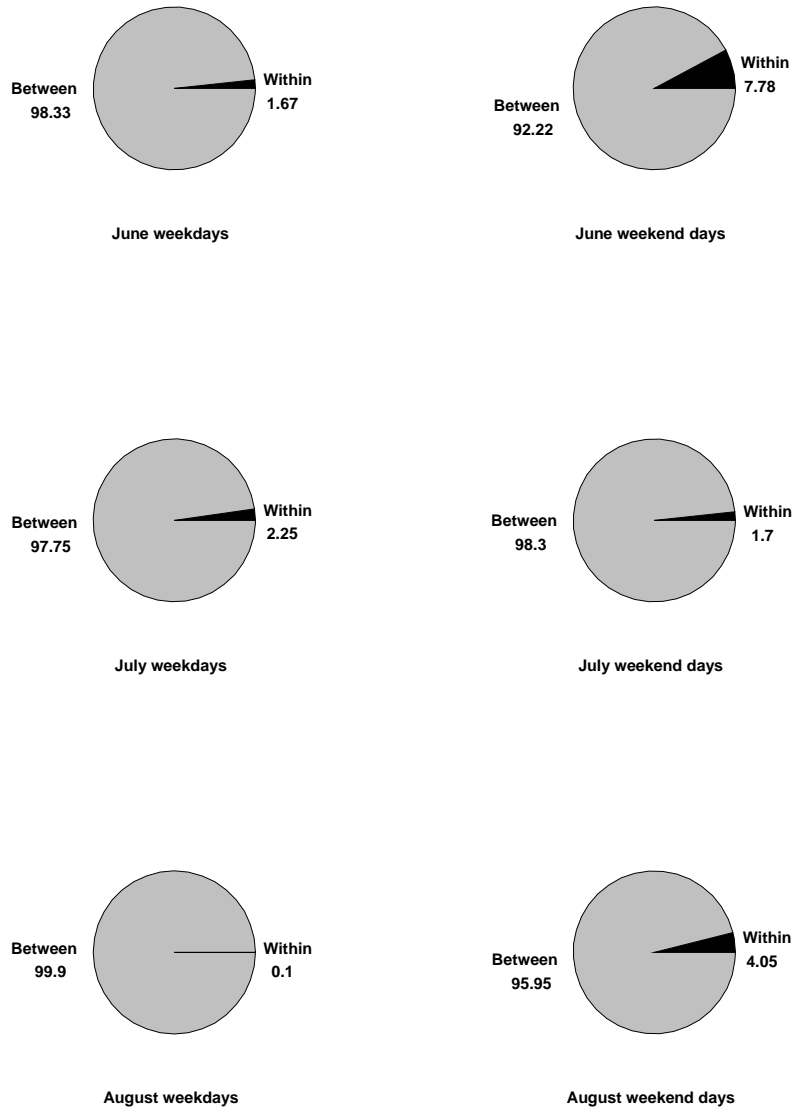 Between
98.33
Within
1.67
June weekdays
Between
92.22
Within
7.78
June weekend days
Between
97.75
Within
2.25
July weekdays
Between
98.3
Within
1.7
July weekend days
Between
99.9
Within
0.1
August weekdays
Between
95.95
Within
4.05
August weekend days